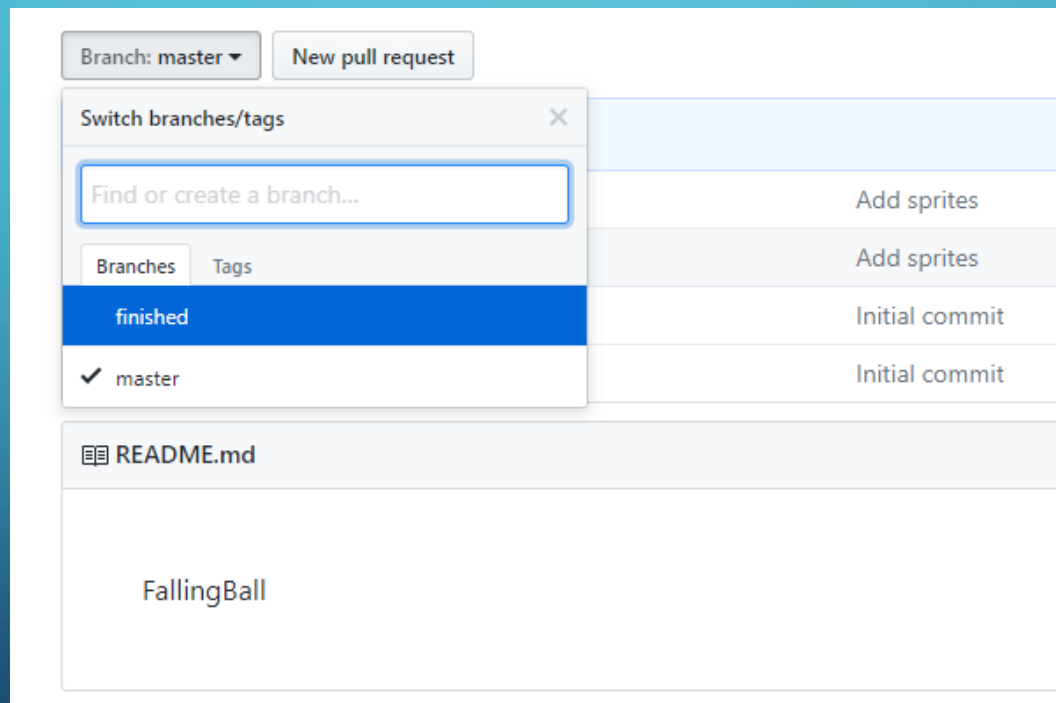 Branch: master
New pull request
Switch branches/tags
Find or create a branch...
Branches
Tags
finished
master
Add sprites
Add sprites
Initial commit
Initial commit
README.md
FallingBall